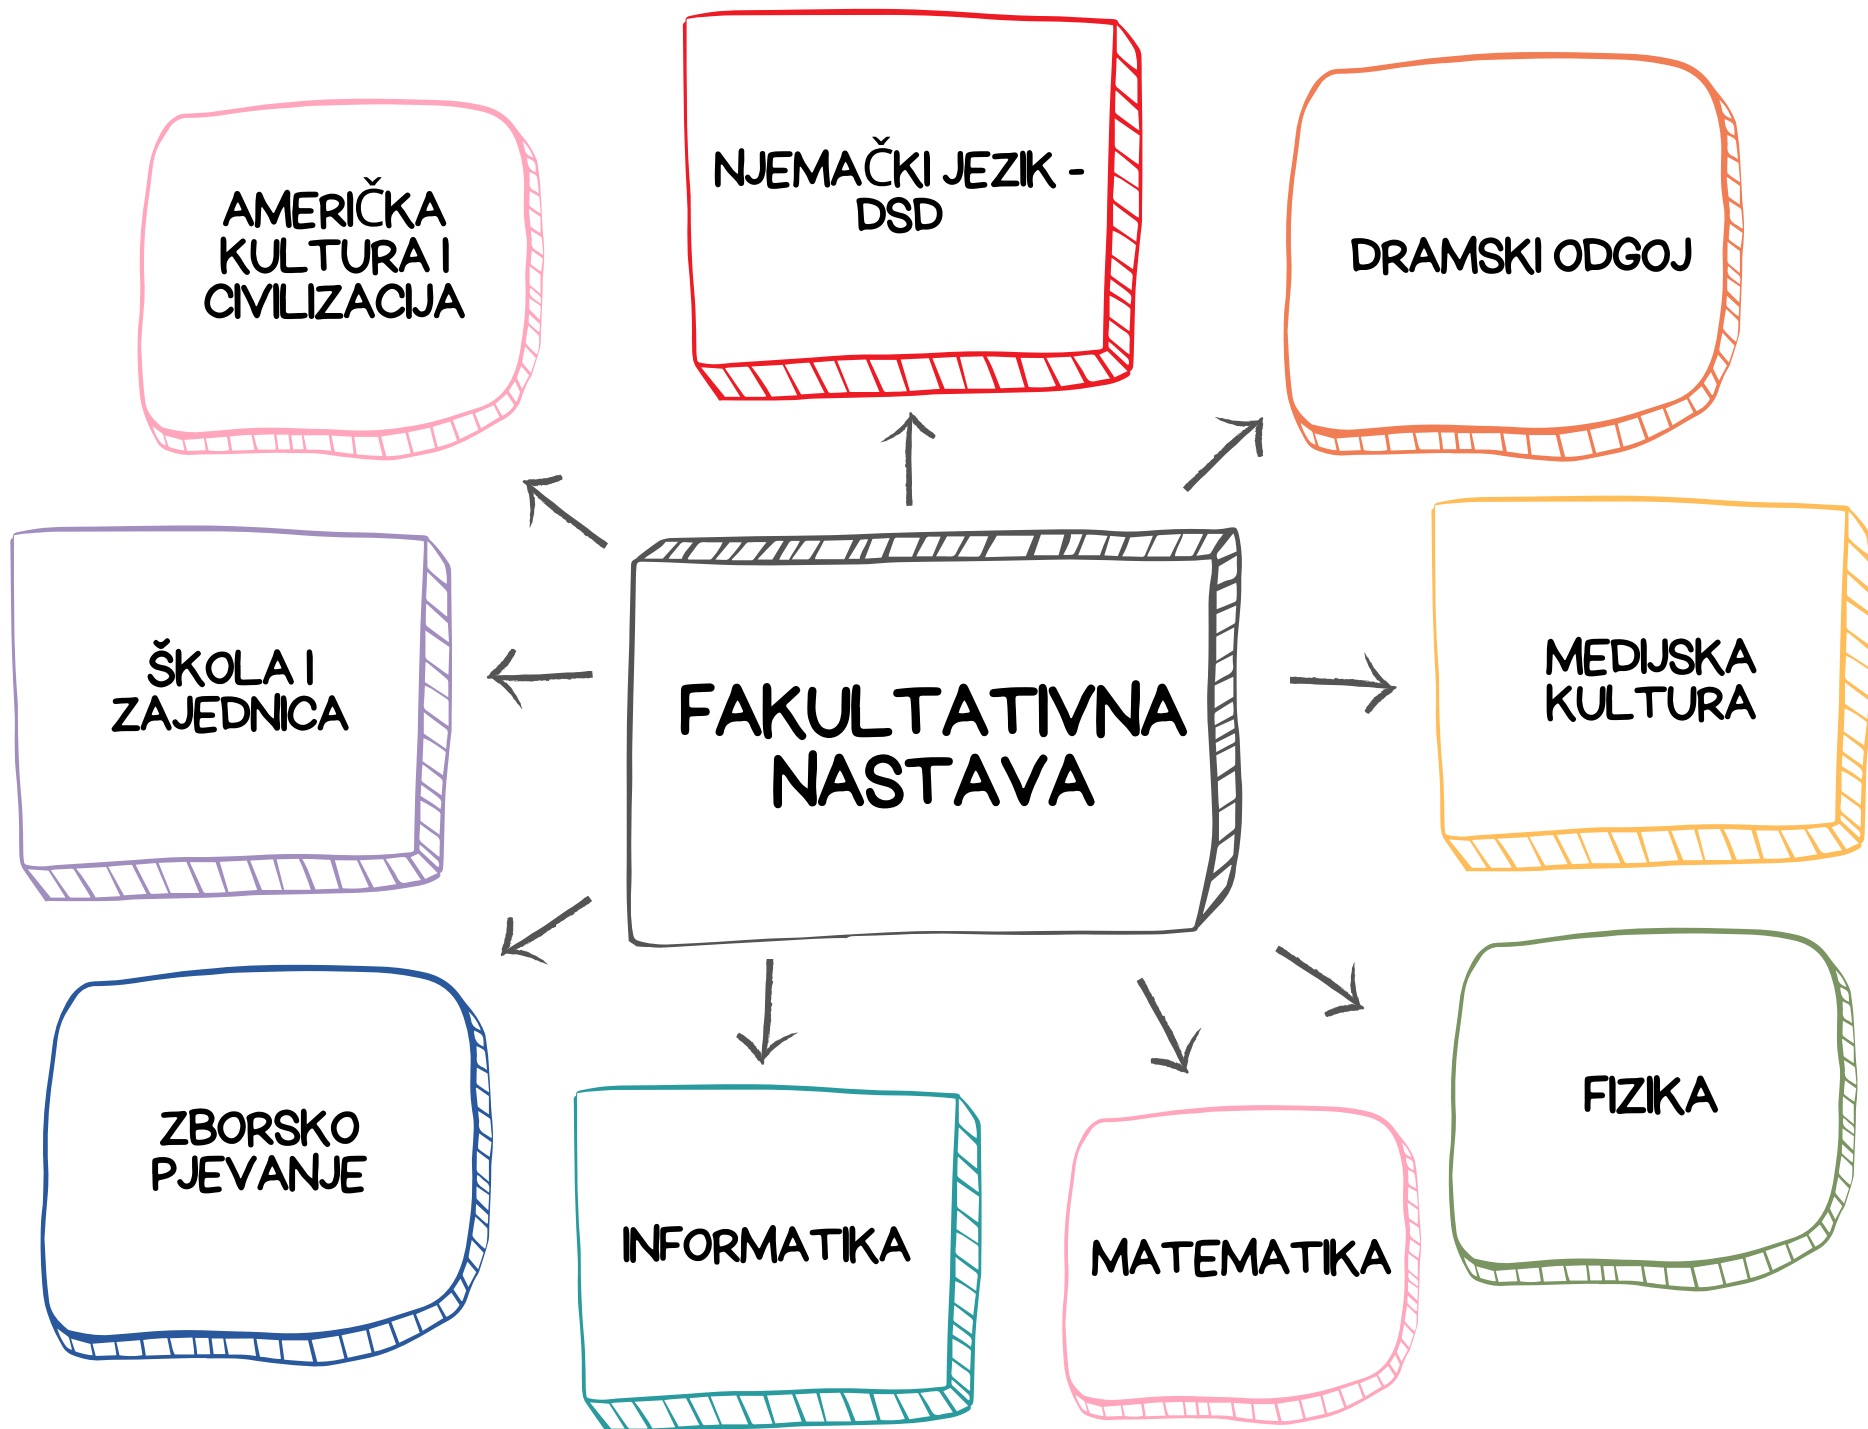 NJEMAČKI JEZIK -
DSD
AMERIČKA
KULTURA I
CIVILIZACIJA
DRAMSKI ODGOJ
ŠKOLA I
ZAJEDNICA
FAKULTATIVNA
NASTAVA
MEDIJSKA
KULTURA
ZBORSKO
PJEVANJE
INFORMATIKA
MATEMATIKA
FIZIKA